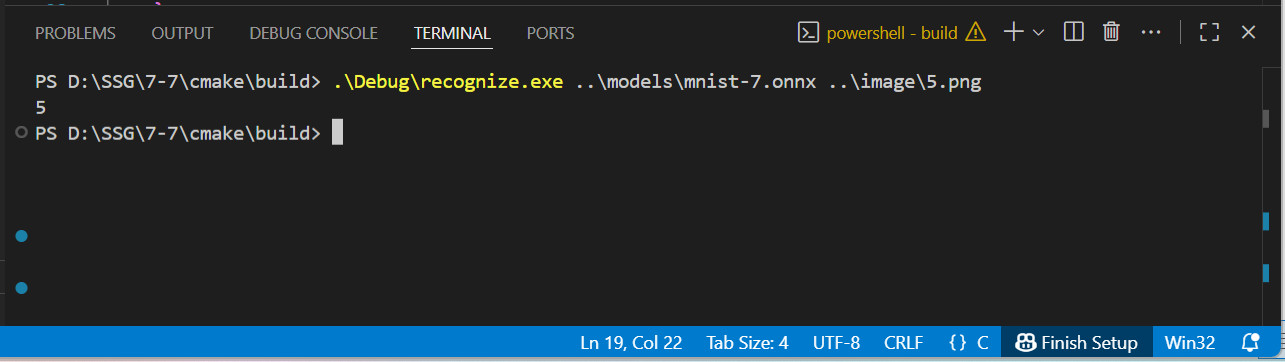 PROBLEMS OUTPUT DEBUG CONSOLE TERMINAL PORTS powershell - build
PS D:\SSG\7-7\cmake\build> .\Debug\recognize.exe ..\models\mnist-7.onnx ..\image\5.png
5
PS D:\SSG\7-7\cmake\build>
Ln 19, Col 22 Tab Size: 4 UTF-8 CRLF {} C Finish Setup Win32